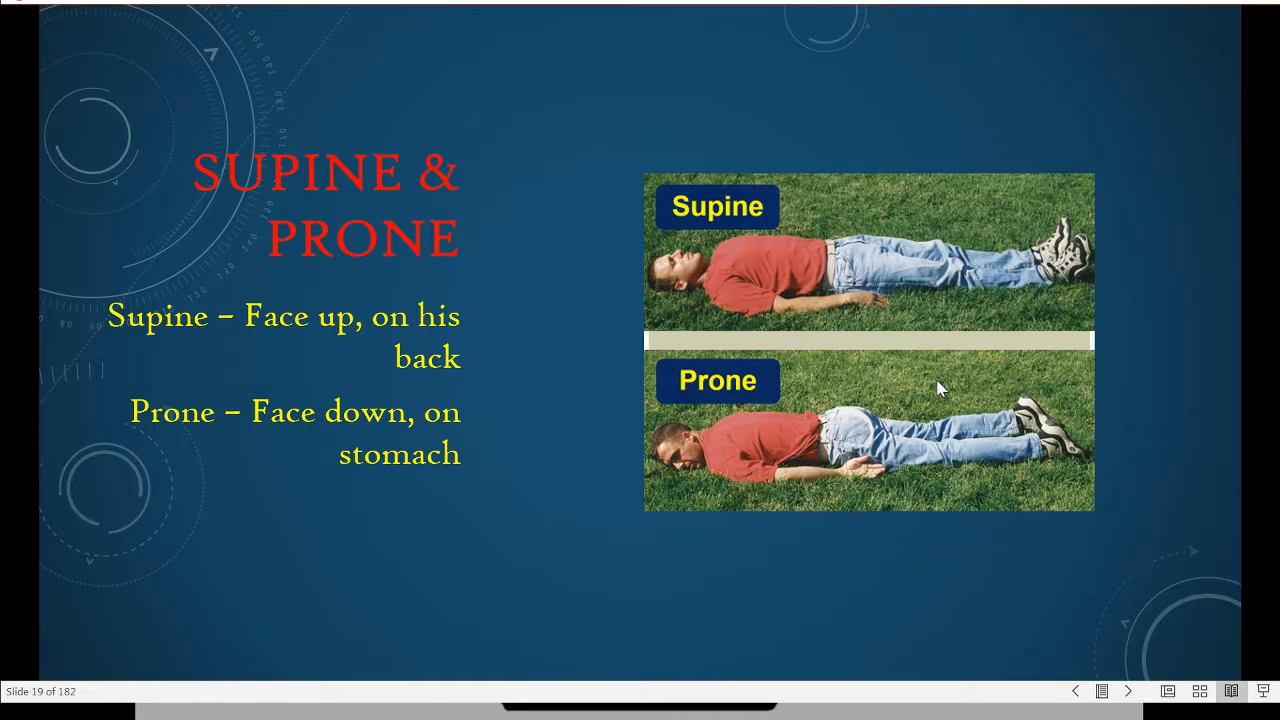 SUPINE &
PRONE
Supine – Face up, on his
back
Prone – Face down, on
stomach
Supine
Prone
Slide 19 of 182